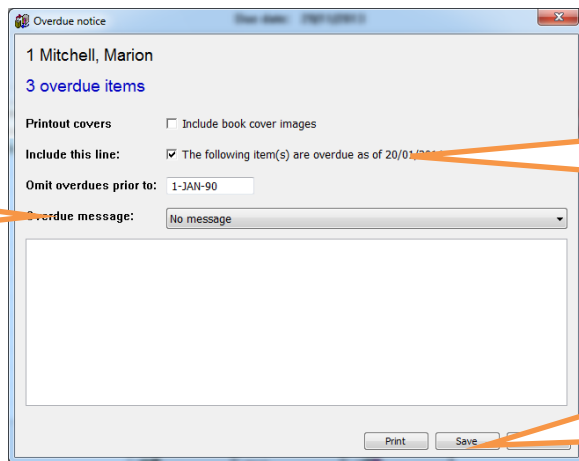 Overdue notice
1 Mitchell, Marion
3 overdue items
Printout covers Include book cover images
Include this line: The following item(s) are overdue as of 20/01/
Omit overdues prior to: 1-JAN-90
Overdue message: No message
Print Save